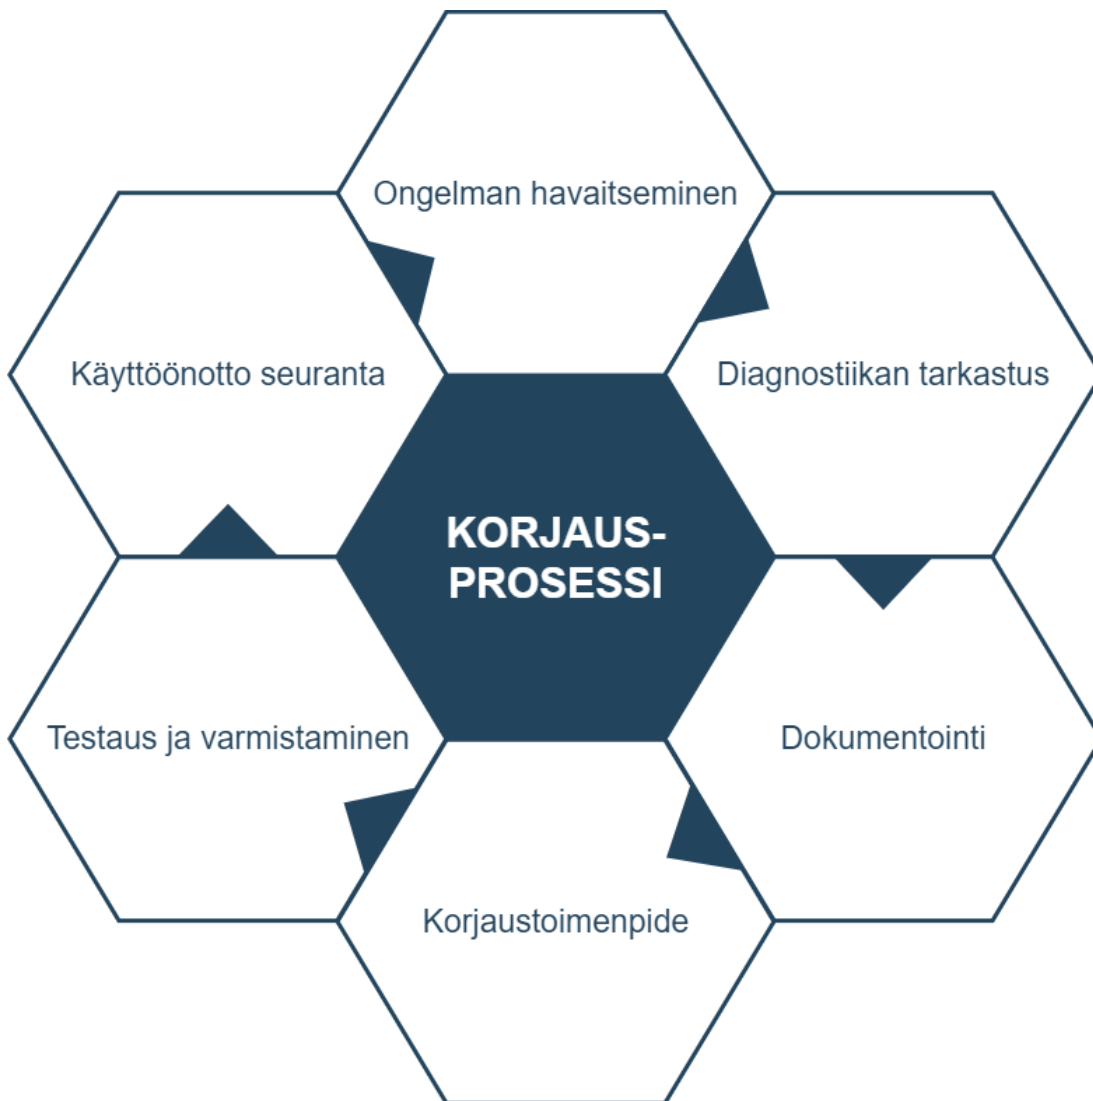 Ongelman havaitseminen
Diagnostiikan tarkastus
Dokumentointi
Korjaustoimenpide
Testaus ja varmistaminen
Käyttöönotto seuranta
KORJAUS-
PROSESSI